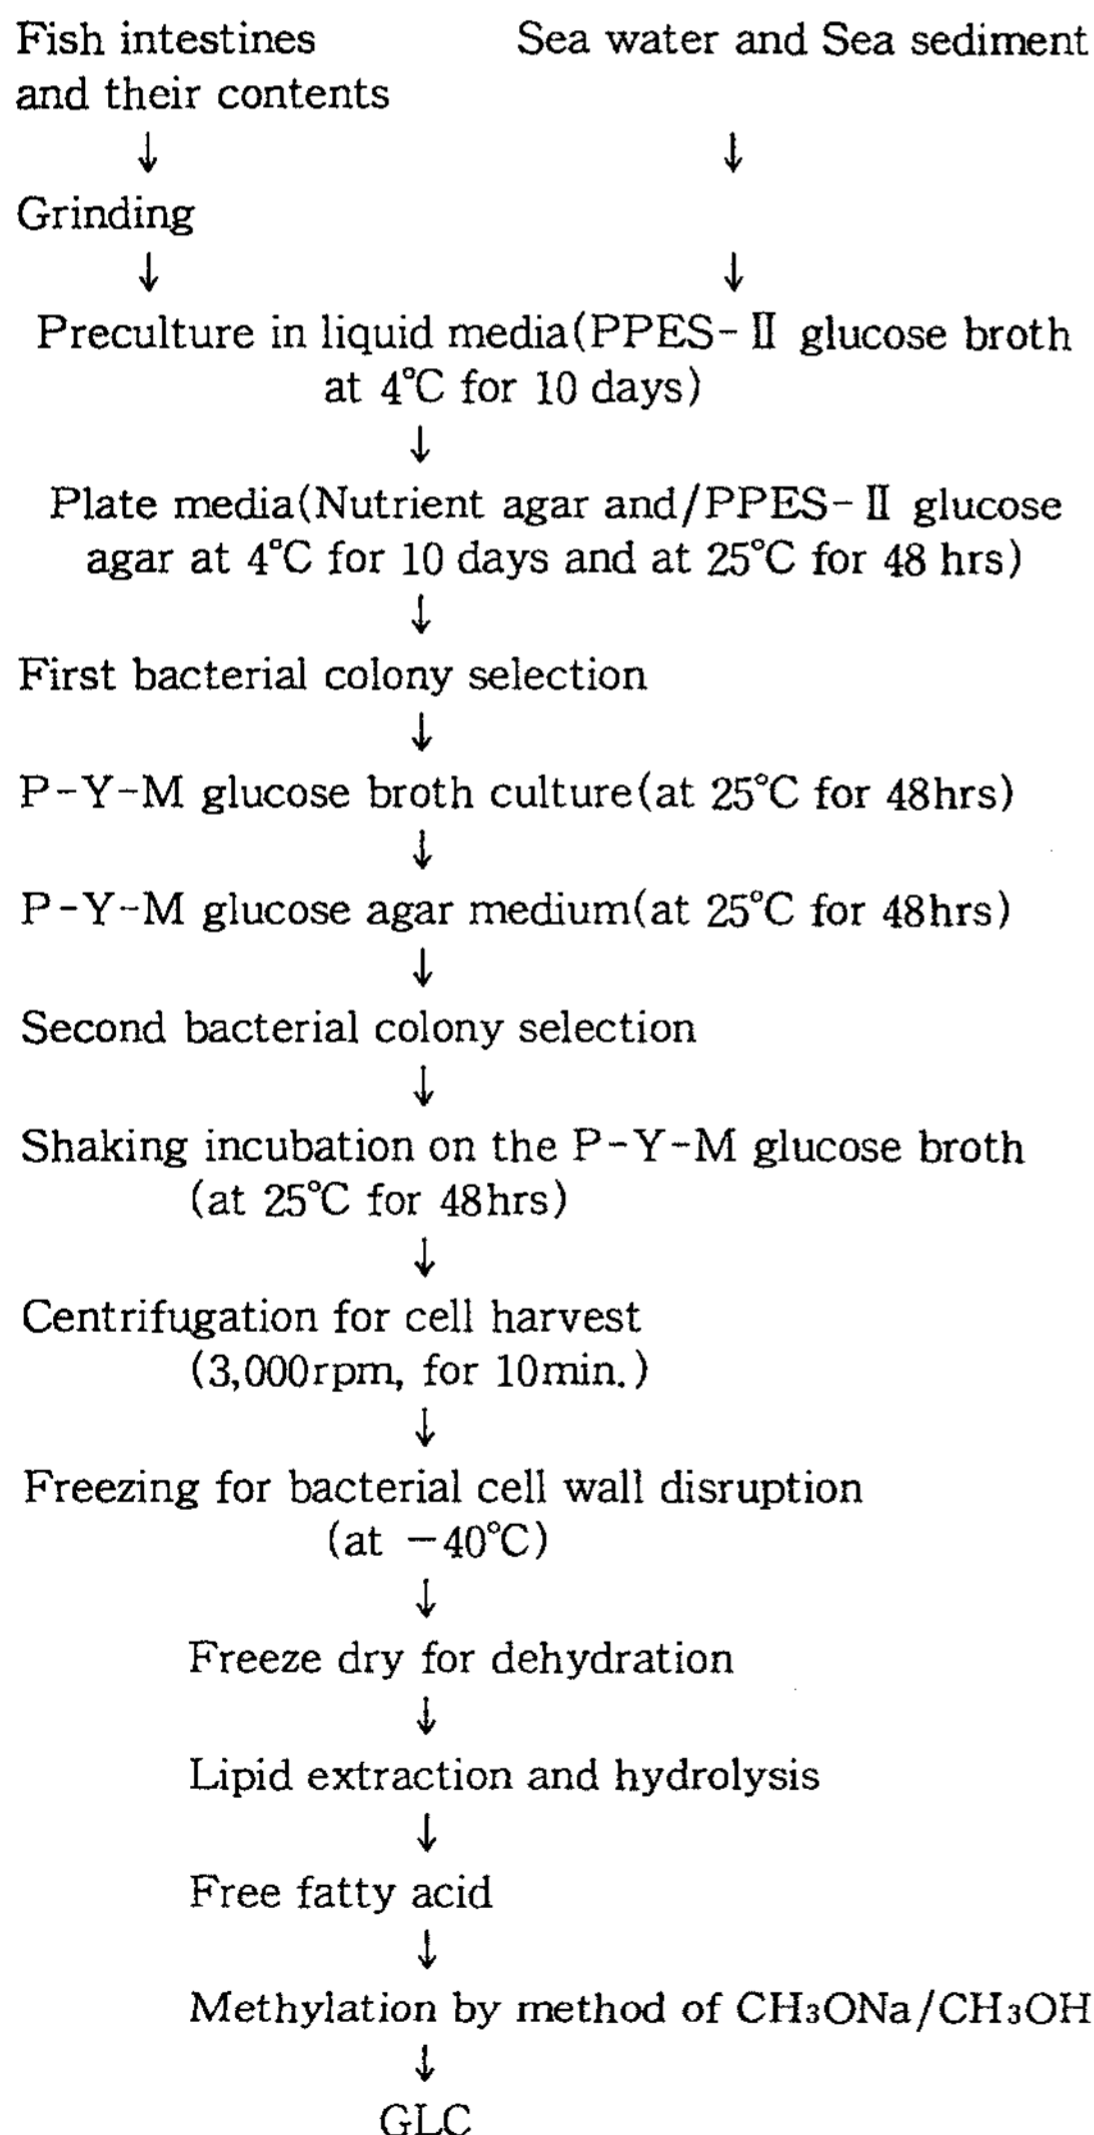 Fish intestines
and their contents
Sea water and Sea sediment
↓ ↓
Grinding
↓ ↓
Preculture in liquid media(PPES-Ⅱ glucose broth
at 4℃ for 10 days)
↓
Plate media(Nutrient agar and/PPES-Ⅱ glucose
agar at 4℃ for 10 days and at 25℃ for 48 hrs)
↓
First bacterial colony selection
↓
P-Y-M glucose broth culture(at 25℃ for 48hrs)
↓
P-Y-M glucose agar medium(at 25℃ for 48hrs)
↓
Second bacterial colony selection
↓
Shaking incubation on the P-Y-M glucose broth
(at 25℃ for 48hrs)
↓
Centrifugation for cell harvest
(3,000rpm, for 10min.)
↓
Freezing for bacterial cell wall disruption
(at −40℃)
↓
Freeze dry for dehydration
↓
Lipid extraction and hydrolysis
↓
Free fatty acid
↓
Methylation by method of CH₃ONa/CH₃OH
↓
GLC